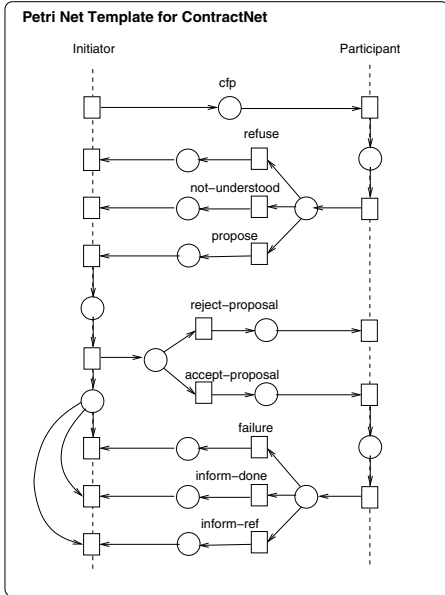 Petri Net Template for ContractNet
Initiator
Participant
cfp
refuse
not-understood
propose
reject-proposal
accept-proposal
failure
inform-done
inform-ref